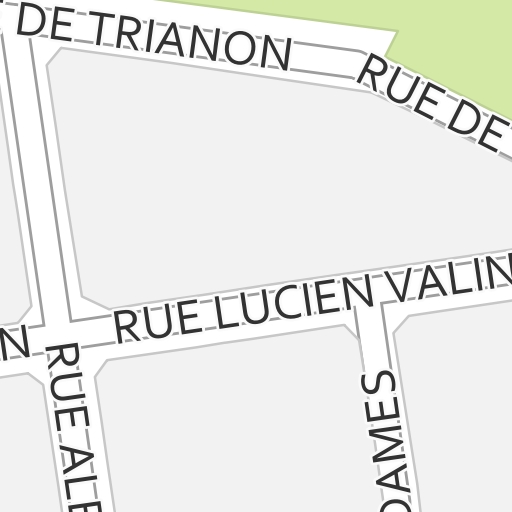 DE TRIANON
RUE DE
RUE LUCIEN VALIN
N
RUE ALE
DAMES